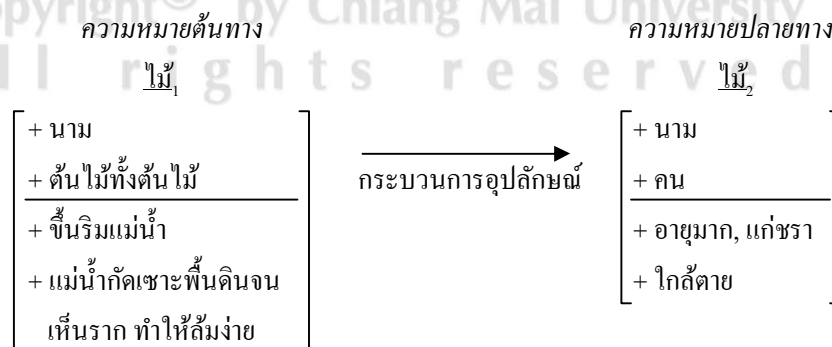 Copyright© by Chiang Mai University
ความหมายต้นทาง ความหมายปลายทาง
All rights reserved
ไม้1 ไม้2
+ นาม + นาม
+ ต้นไม้ทั้งต้นไม้ กระบวนการอุปลักษณ์ + คน
+ ขึ้นริมแม่น้ำ + อายุมาก, แก่ชรา
+ แม่น้ำกัดเซาะพื้นดินจน + ใกล้ตาย
เห็นราก ทำให้ล้มง่าย